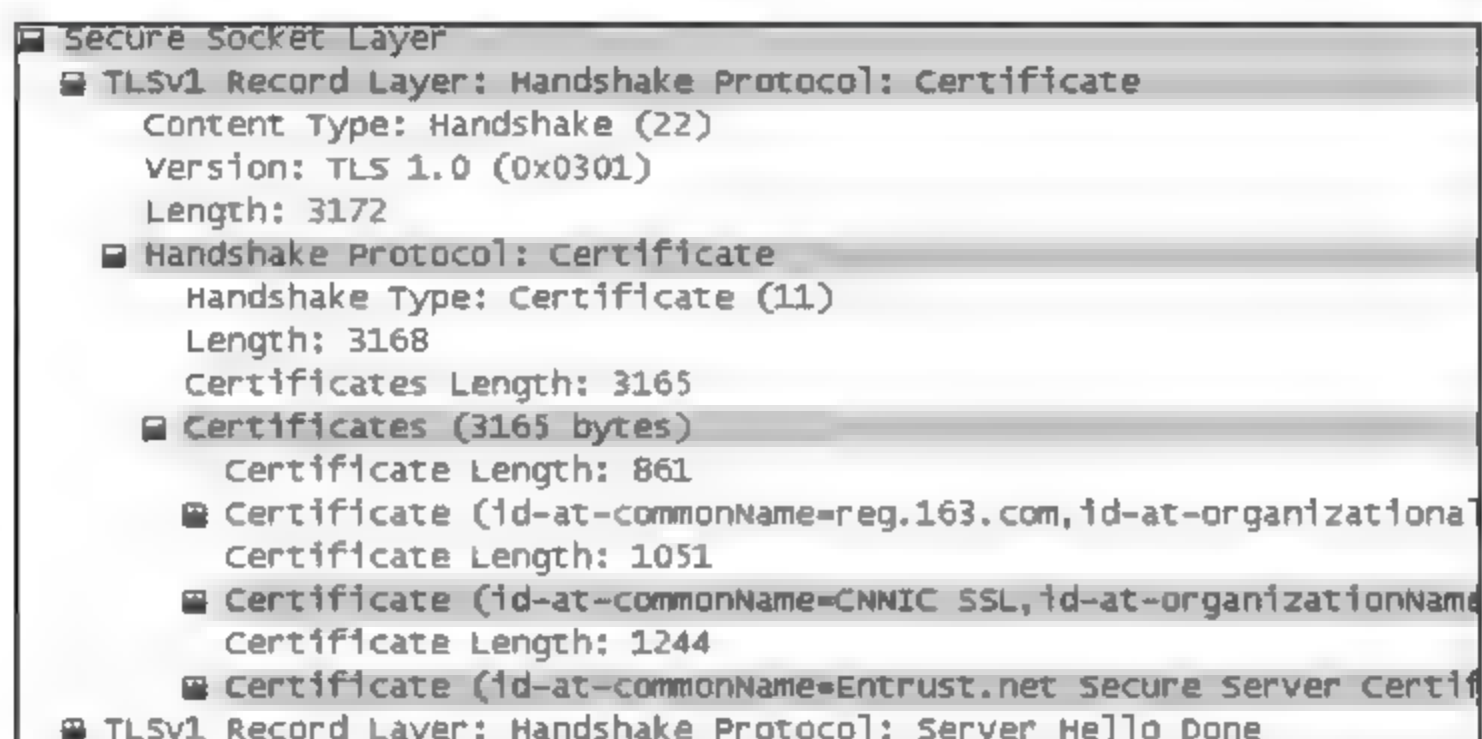 Secure Socket Layer
TLSv1 Record Layer: Handshake Protocol: Certificate
Content Type: Handshake (22)
Version: TLS 1.0 (0x0301)
Length: 3172
Handshake Protocol: Certificate
Handshake Type: Certificate (11)
Length: 3168
Certificates Length: 3165
Certificates (3165 bytes)
Certificate Length: 861
Certificate (id-at-commonName=reg.163.com,id-at-organizational
Certificate Length: 1051
Certificate (id-at-commonName=CNNIC SSL,id-at-organizationName
Certificate Length: 1244
Certificate (id-at-commonName=Entrust.net Secure Server Certif
TLSv1 Record Layer: Handshake Protocol: Server Hello Done